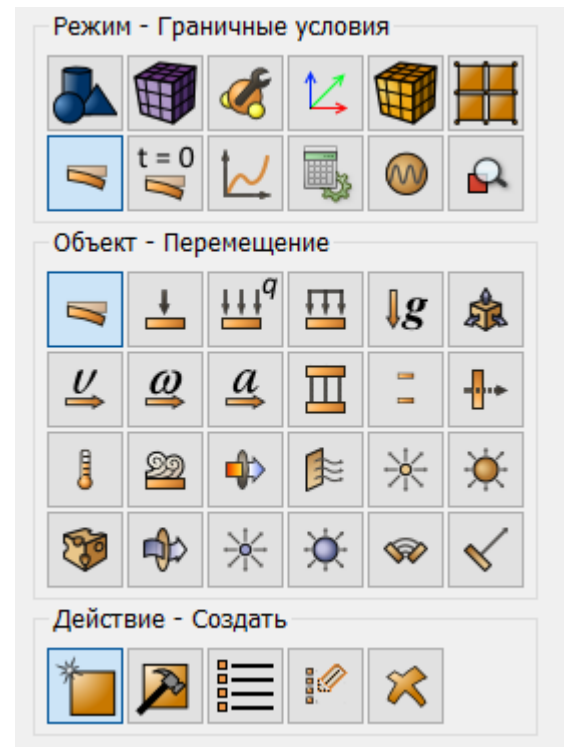 Режим - Граничные условия
t = 0
Объект - Перемещение
q
g
υ ω a
Действие - Создать